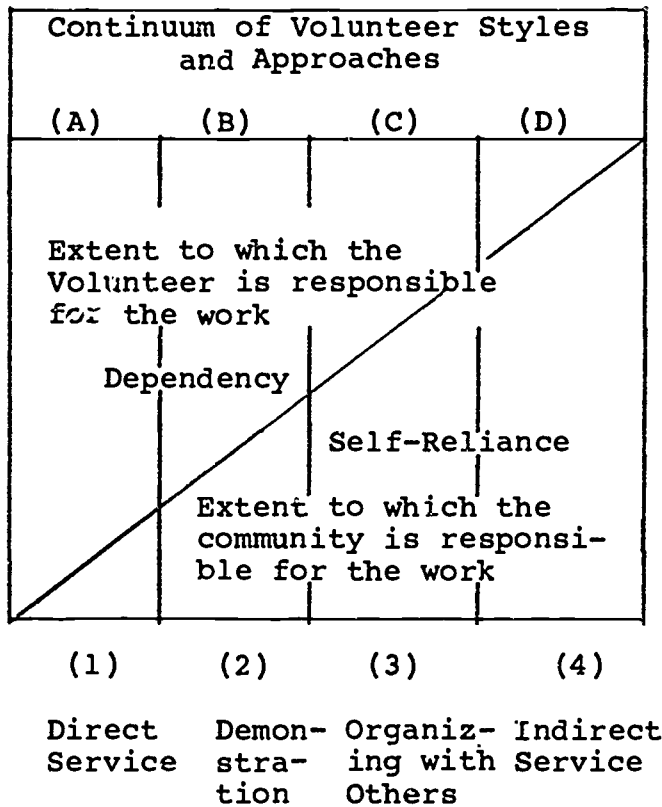 Continuum of Volunteer Styles
and Approaches
(A) (B) (C) (D)
Extent to which the
Volunteer is responsible
for the work
Dependency
Self-Reliance
Extent to which the
community is responsi-
ble for the work
(1) (2) (3) (4)
Direct Demon- Organiz- Indirect
Service stra- ing with Service
tion Others